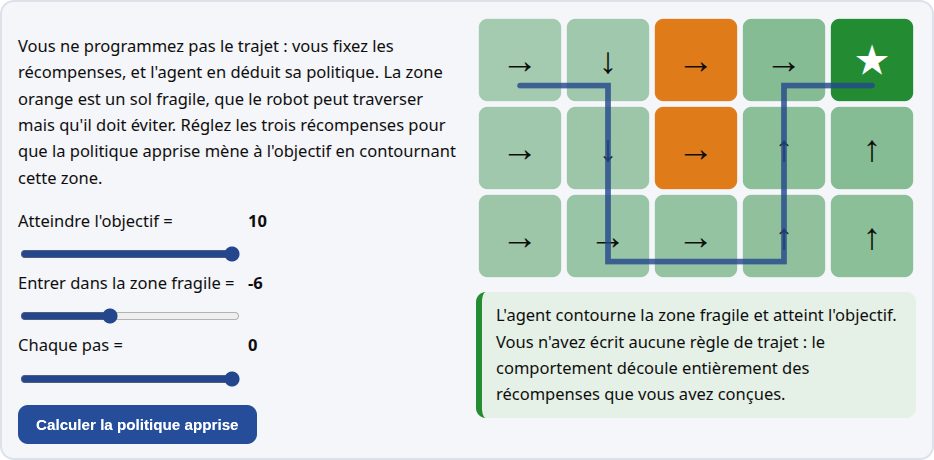 Vous ne programmez pas le trajet : vous fixez les
récompenses, et l'agent en déduit sa politique. La zone
orange est un sol fragile, que le robot peut traverser
mais qu'il doit éviter. Réglez les trois récompenses pour
que la politique apprise mène à l'objectif en contournant
cette zone.
Atteindre l'objectif = 10
Entrer dans la zone fragile = -6
Chaque pas = 0
Calculer la politique apprise
→ ↓ → → ★
→ ↓ → ↑ ↑
→ → → ↑ ↑
L'agent contourne la zone fragile et atteint l'objectif.
Vous n'avez écrit aucune règle de trajet : le
comportement découle entièrement des
récompenses que vous avez conçues.